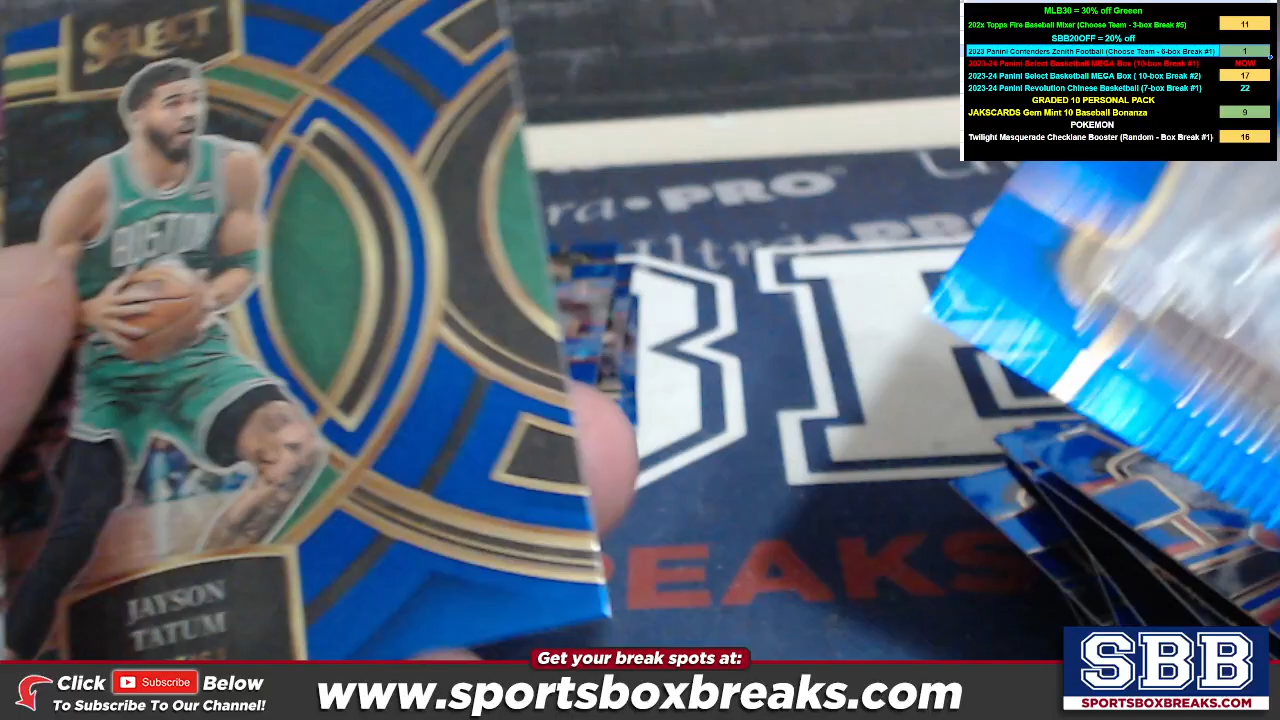 MLB30 = 30% off Greeen
202x Topps Fire Baseball Mixer (Choose Team - 3-box Break #5) 11
SBB20OFF = 20% off
2023 Panini Contenders Zenith Football (Choose Team - 6-box Break #1) 1
2023-24 Panini Select Basketball MEGA Box (10-box Break #1) NOW
2023-24 Panini Select Basketball MEGA Box ( 10-box Break #2) 17
2023-24 Panini Revolution Chinese Basketball (7-box Break #1) 22
GRADED 10 PERSONAL PACK
JAKSCARDS Gem Mint 10 Baseball Bonanza 9
POKEMON
Twilight Masquerade Checklane Booster (Random - Box Break #1) 16
SELECT
BOSTON
JAYSON
TATUM
PRO
EAKS
Get your break spots at:
Click Subscribe Below
To Subscribe To Our Channel!
www.sportsboxbreaks.com
SBB
SPORTSBOXBREAKS.COM